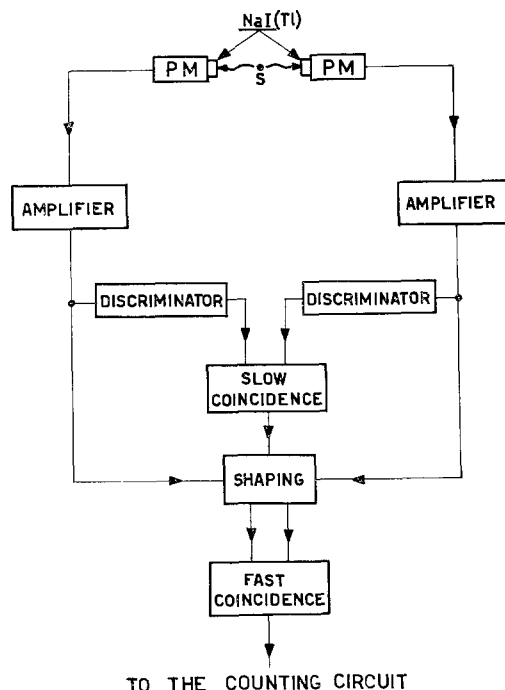 NaI(Tl)
PM
S
PM
AMPLIFIER
AMPLIFIER
DISCRIMINATOR
DISCRIMINATOR
SLOW
COINCIDENCE
SHAPING
FAST
COINCIDENCE
TO THE COUNTING CIRCUIT